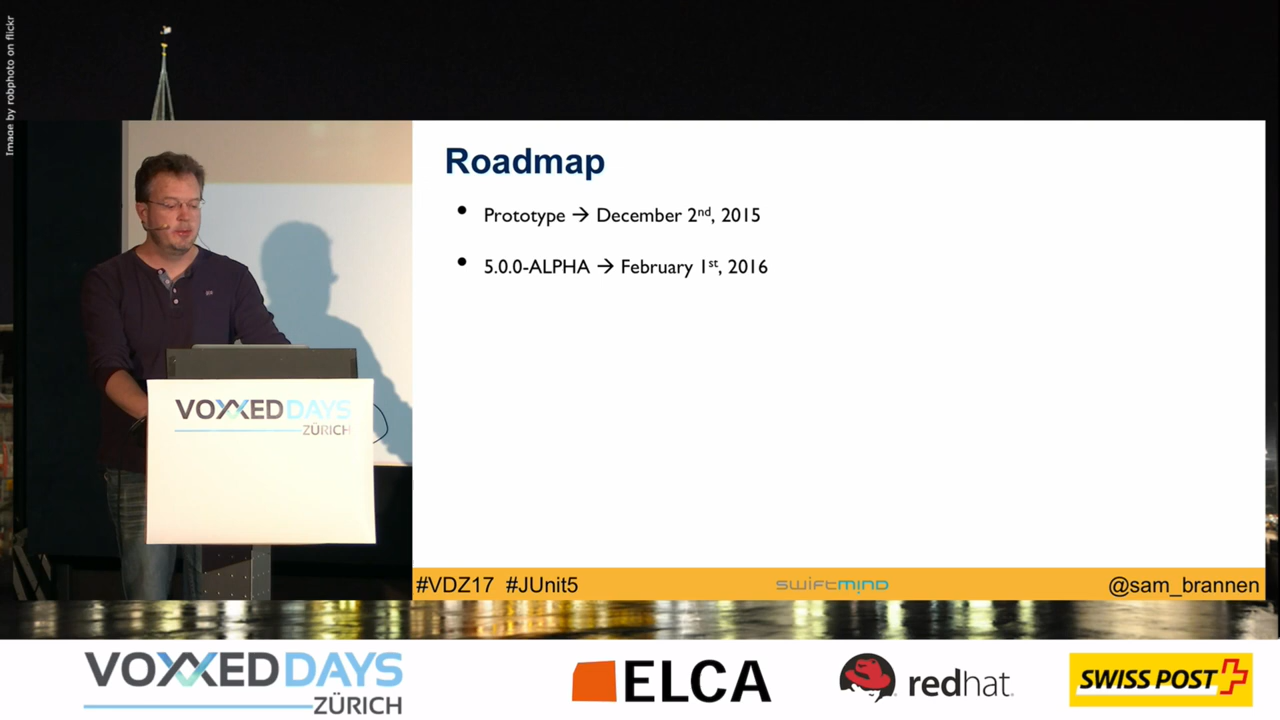 Image by robphoto on flickr
Roadmap
• Prototype → December 2nd, 2015
• 5.0.0-ALPHA → February 1st, 2016
VOXXED DAYS
ZÜRICH
#VDZ17 #JUnit5
swiftmind
@sam_brannen
VOXXED DAYS
ZÜRICH
ELCA
redhat.
SWISS POST